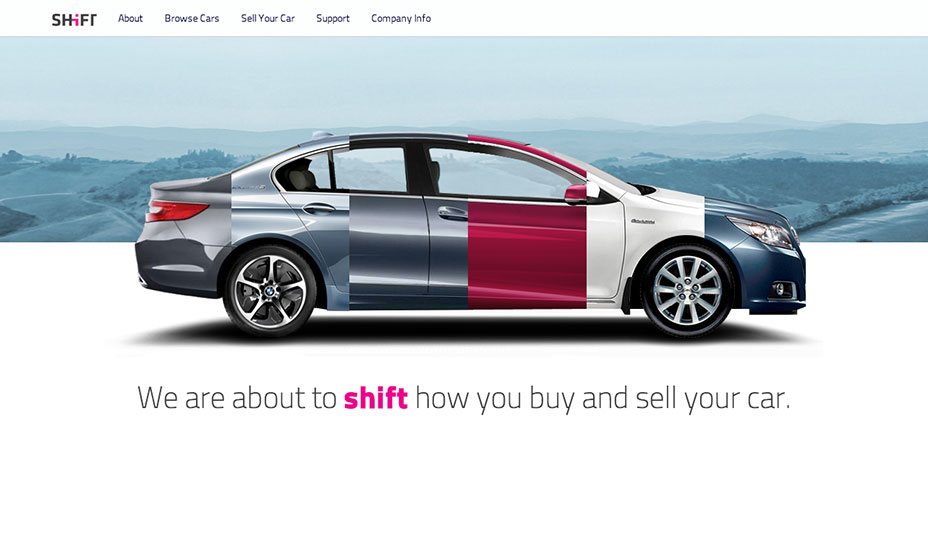 SHiFT About Browse Cars Sell Your Car Support Company Info
We are about to shift how you buy and sell your car.